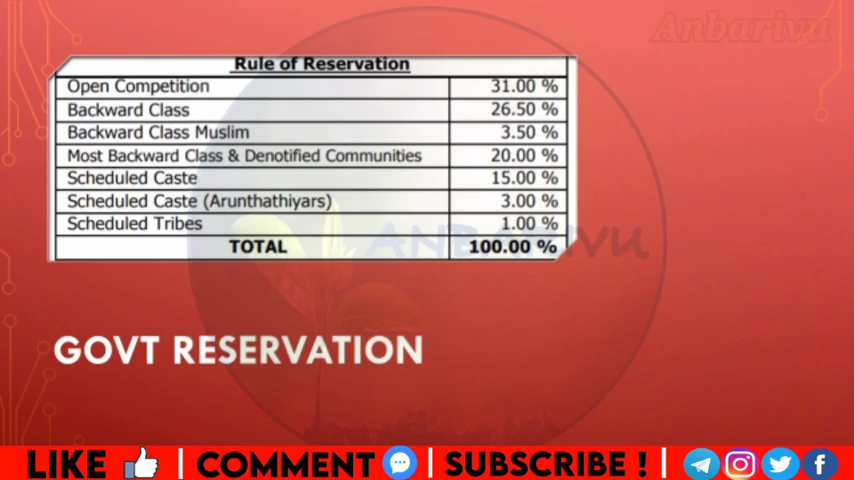 Anbarivu
Rule of Reservation
Open Competition 31.00 %
Backward Class 26.50 %
Backward Class Muslim 3.50 %
Most Backward Class & Denotified Communities 20.00 %
Scheduled Caste 15.00 %
Scheduled Caste (Arunthathiyars) 3.00 %
Scheduled Tribes 1.00 %
TOTAL 100.00 %
ANBARIVU
GOVT RESERVATION
LIKE | COMMENT | SUBSCRIBE ! |